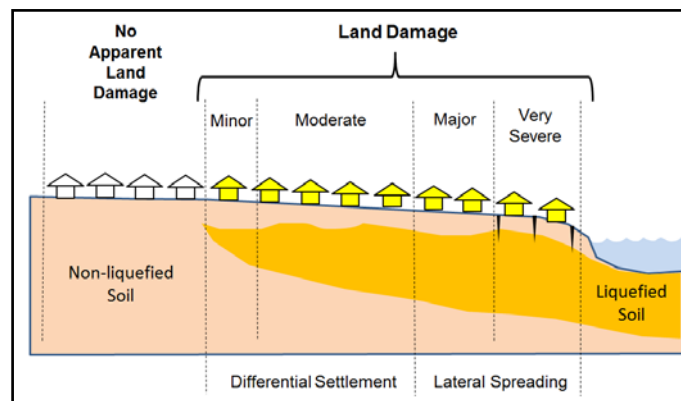 No
Apparent
Land
Damage
Land Damage
Minor
Moderate
Major
Very
Severe
Non-liquefied
Soil
Liquefied
Soil
Differential Settlement
Lateral Spreading